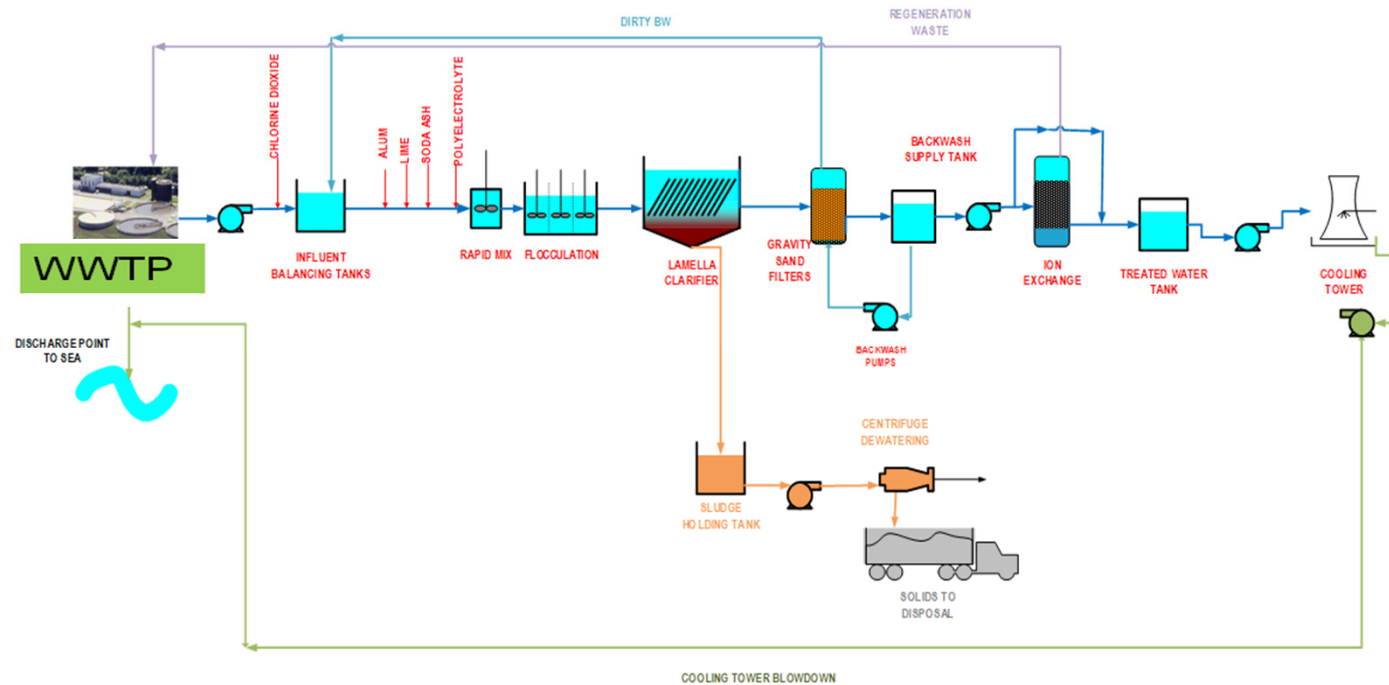 REGENERATION
WASTE
DIRTY BW
CHLORINE DIOXIDE
ALUM
LIME
SODA ASH
POLYELECTROLYTE
BACKWASH
SUPPLY TANK
WWTP
INFLUENT
BALANCING TANKS
RAPID MIX
FLOCCULATION
LAMELLA
CLARIFIER
GRAVITY
SAND
FILTERS
ION
EXCHANGE
TREATED WATER
TANK
COOLING
TOWER
DISCHARGE POINT
TO SEA
BACKWASH
PUMPS
CENTRIFUGE
DEWATERING
SLUDGE
HOLDING TANK
SOLIDS TO
DISPOSAL
COOLING TOWER BLOWDOWN